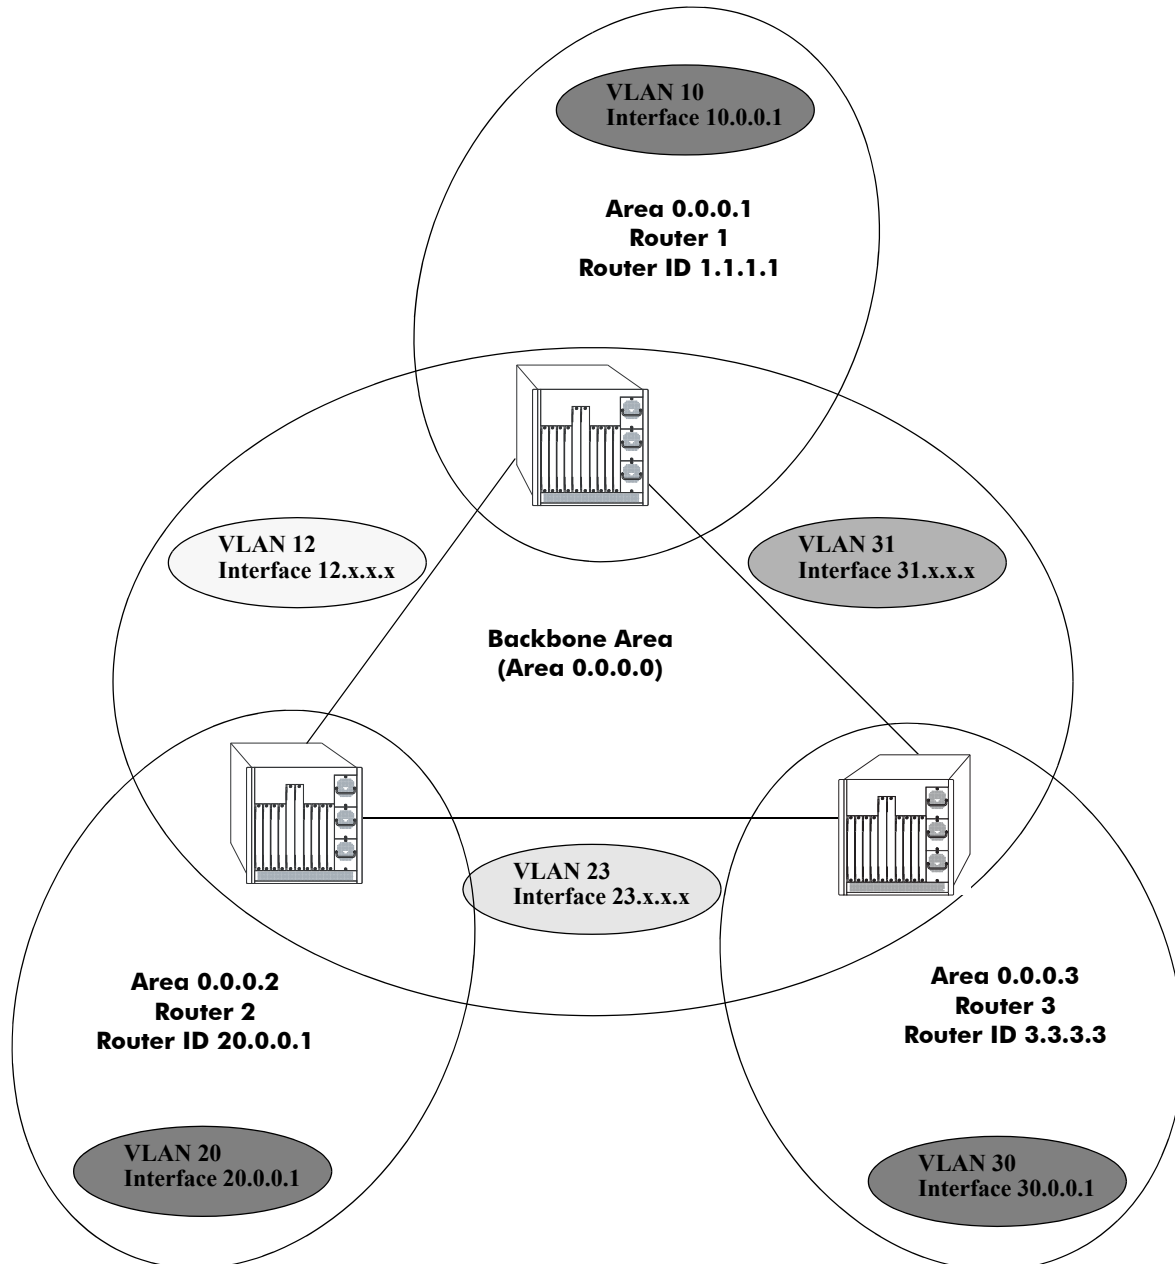 VLAN 10
Interface 10.0.0.1
Area 0.0.0.1
Router 1
Router ID 1.1.1.1
VLAN 12
Interface 12.x.x.x
VLAN 31
Interface 31.x.x.x
Backbone Area
(Area 0.0.0.0)
VLAN 23
Interface 23.x.x.x
Area 0.0.0.2
Router 2
Router ID 20.0.0.1
Area 0.0.0.3
Router 3
Router ID 3.3.3.3
VLAN 20
Interface 20.0.0.1
VLAN 30
Interface 30.0.0.1